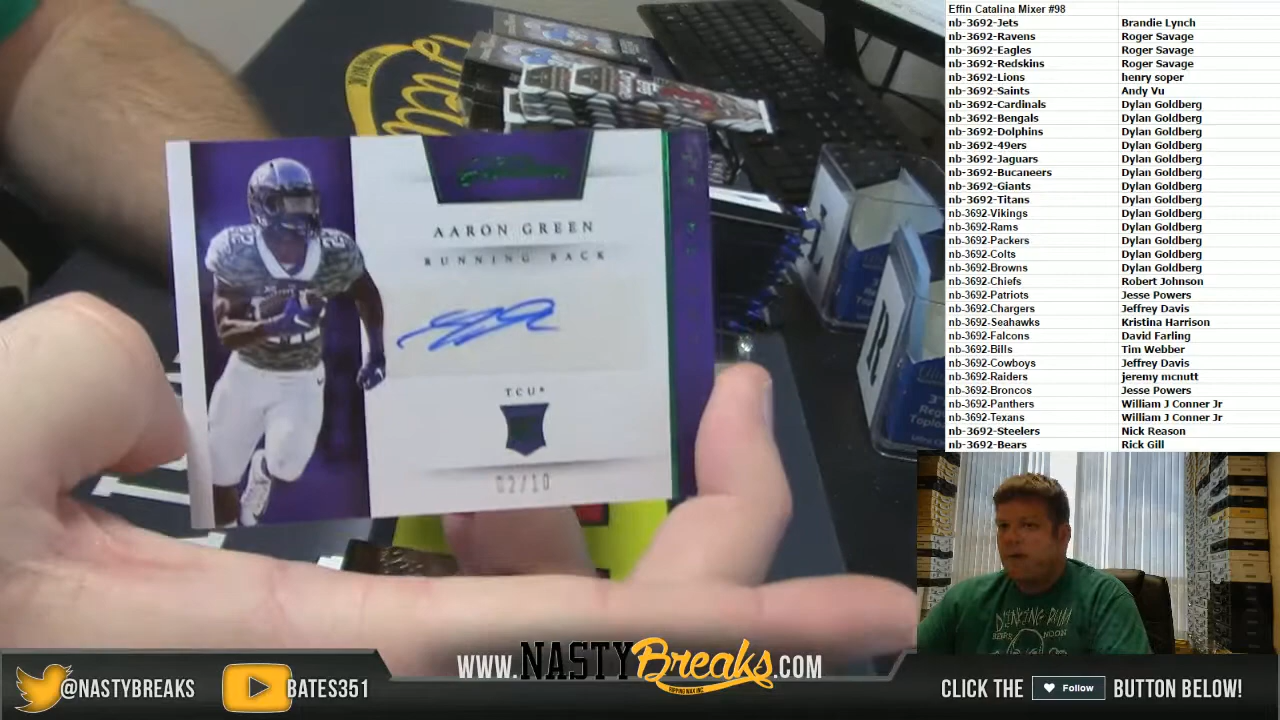 AARON GREEN
RUNNING BACK
TCU*
02/10
22
R
Effin Catalina Mixer #98
nb-3692-Jets Brandie Lynch
nb-3692-Ravens Roger Savage
nb-3692-Eagles Roger Savage
nb-3692-Redskins Roger Savage
nb-3692-Lions henry soper
nb-3692-Saints Andy Vu
nb-3692-Cardinals Dylan Goldberg
nb-3692-Bengals Dylan Goldberg
nb-3692-Dolphins Dylan Goldberg
nb-3692-49ers Dylan Goldberg
nb-3692-Jaguars Dylan Goldberg
nb-3692-Bucaneers Dylan Goldberg
nb-3692-Giants Dylan Goldberg
nb-3692-Titans Dylan Goldberg
nb-3692-Vikings Dylan Goldberg
nb-3692-Rams Dylan Goldberg
nb-3692-Packers Dylan Goldberg
nb-3692-Colts Dylan Goldberg
nb-3692-Browns Dylan Goldberg
nb-3692-Chiefs Robert Johnson
nb-3692-Patriots Jesse Powers
nb-3692-Chargers Jeffrey Davis
nb-3692-Seahawks Kristina Harrison
nb-3692-Falcons David Farling
nb-3692-Bills Tim Webber
nb-3692-Cowboys Jeffrey Davis
nb-3692-Raiders jeremy mcnutt
nb-3692-Broncos Jesse Powers
nb-3692-Panthers William J Conner Jr
nb-3692-Texans William J Conner Jr
nb-3692-Steelers Nick Reason
nb-3692-Bears Rick Gill
DRINKING RUM
BEFORE NOON
@NASTYBREAKS
BATES351
WWW.NASTYBreaks.COM
RIPPING WAX INC.
CLICK THE Follow BUTTON BELOW!